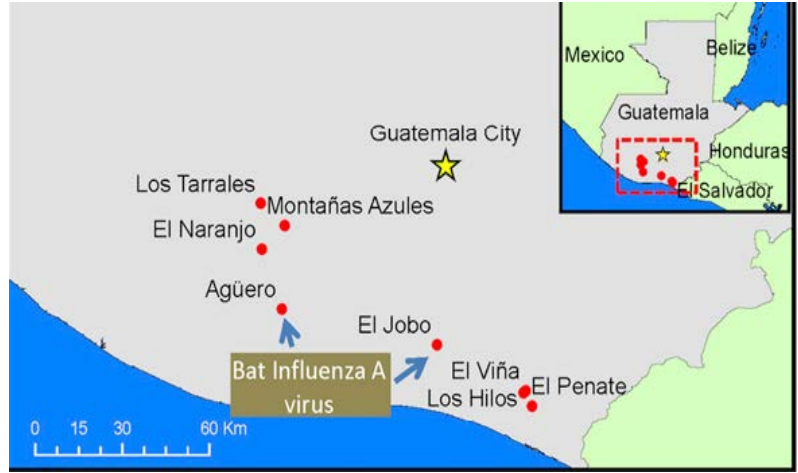 Mexico
Belize
Guatemala
Honduras
El Salvador
Guatemala City
Los Tarrales
Montañas Azules
El Naranjo
Agüero
El Jobo
Bat Influenza A
virus
El Viña
El Penate
Los Hilos
0 15 30 60 Km